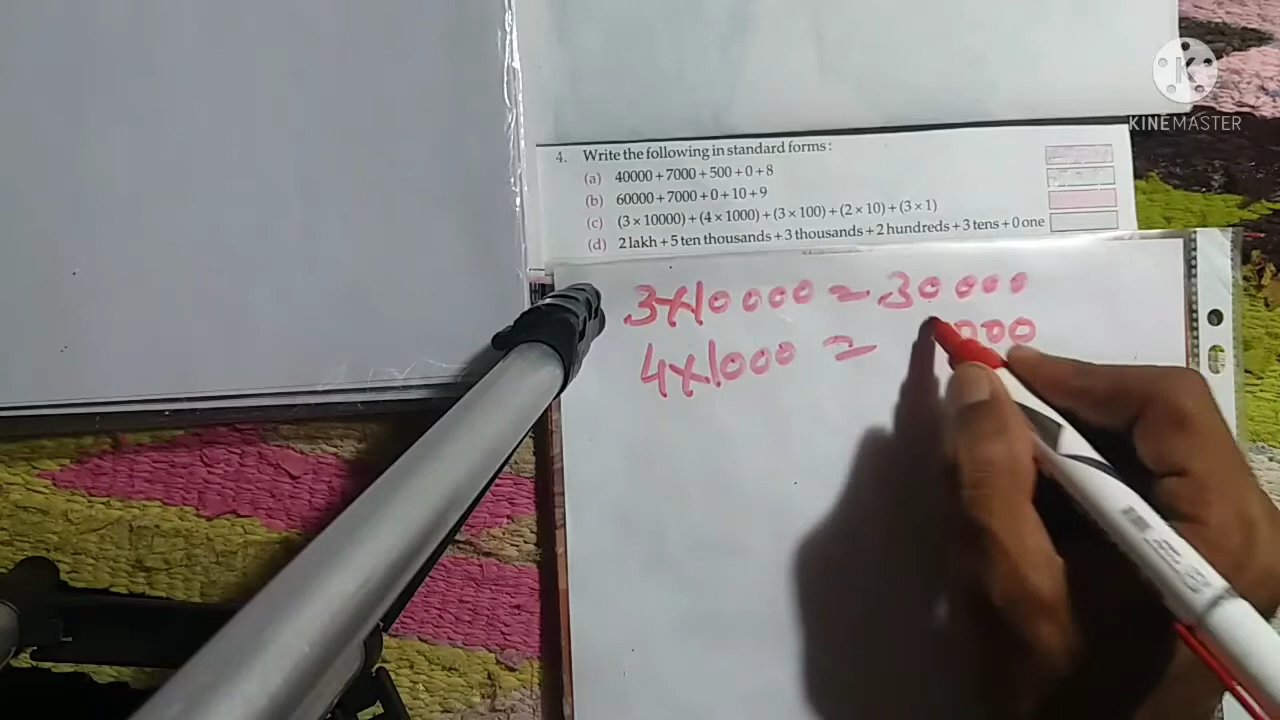 KINEMASTER
4. Write the following in standard forms :
(a) 40000 + 7000 + 500 + 0 + 8
(b) 60000 + 7000 + 0 + 10 + 9
(c) (3 × 10000) + (4 × 1000) + (3 × 100) + (2 × 10) + (3 × 1)
(d) 2 lakh + 5 ten thousands + 3 thousands + 2 hundreds + 3 tens + 0 one
3×10000 = 30000
4×1000 = 000